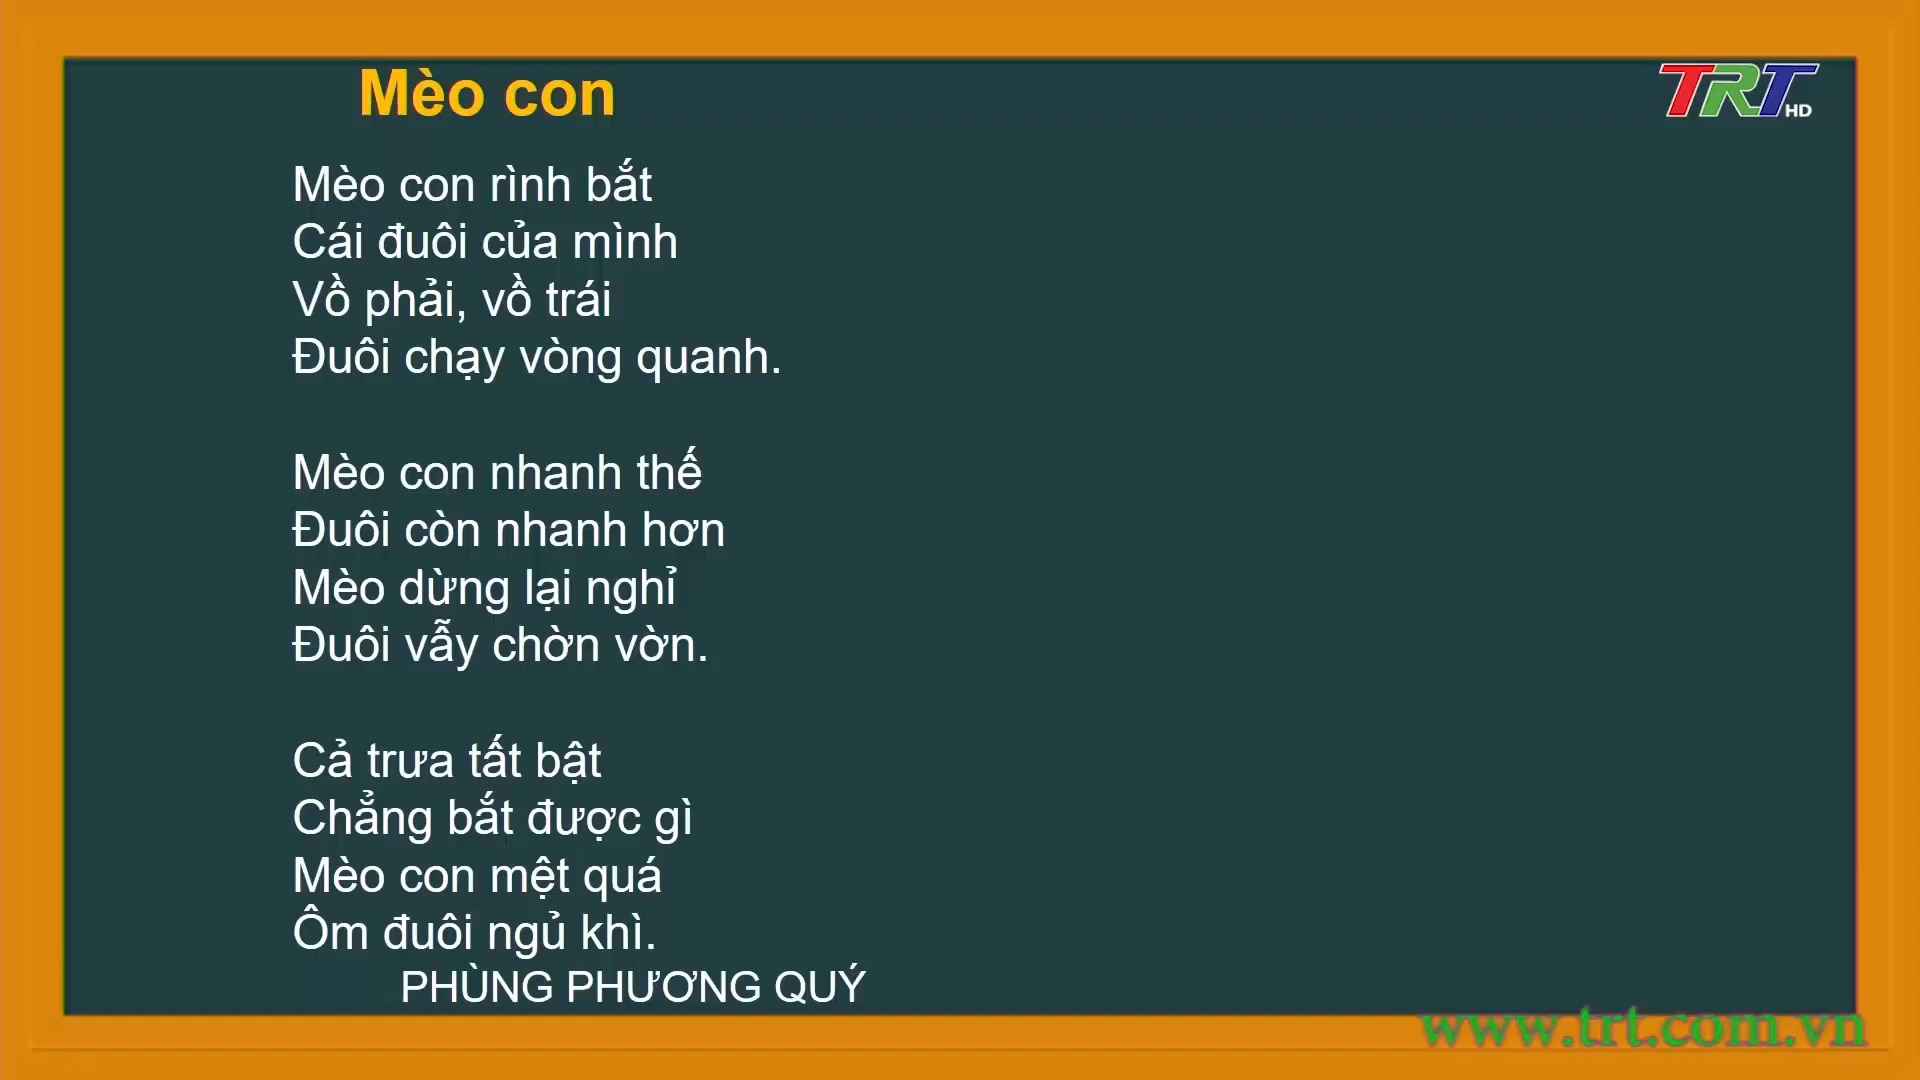 Mèo con
TRT HD
Mèo con rình bắt
Cái đuôi của mình
Vồ phải, vồ trái
Đuôi chạy vòng quanh.
Mèo con nhanh thế
Đuôi còn nhanh hơn
Mèo dừng lại nghỉ
Đuôi vẫy chờn vờn.
Cả trưa tất bật
Chẳng bắt được gì
Mèo con mệt quá
Ôm đuôi ngủ khì.
PHÙNG PHƯƠNG QUÝ
www.trt.com.vn